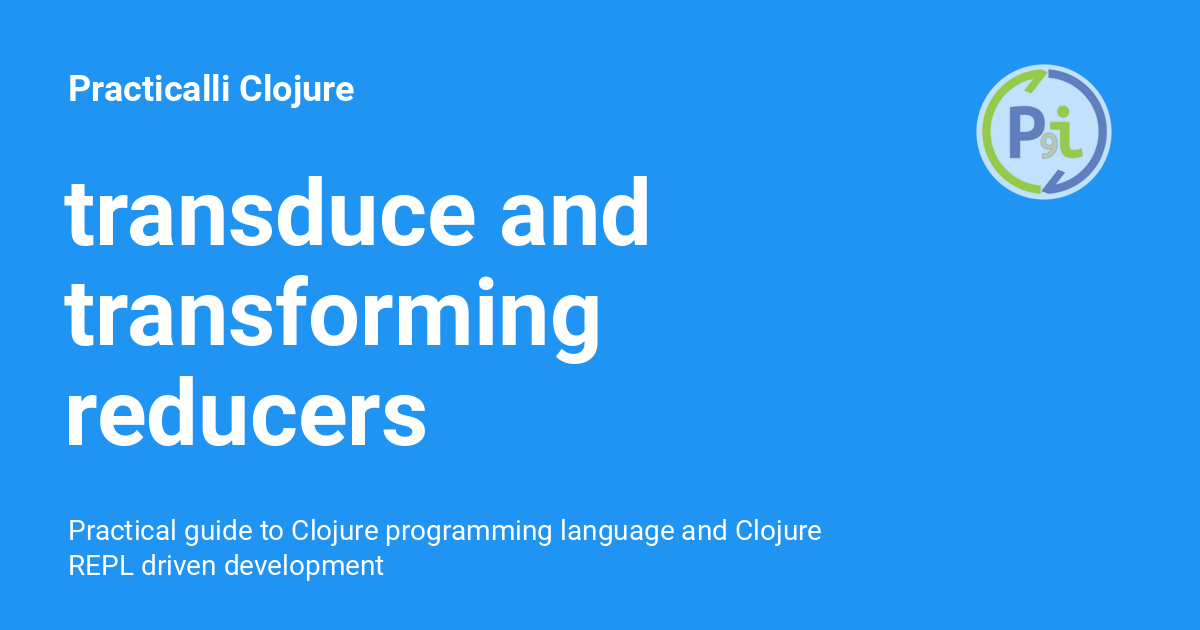 Practicalli Clojure
P9i
transduce and
transforming
reducers
Practical guide to Clojure programming language and Clojure
REPL driven development